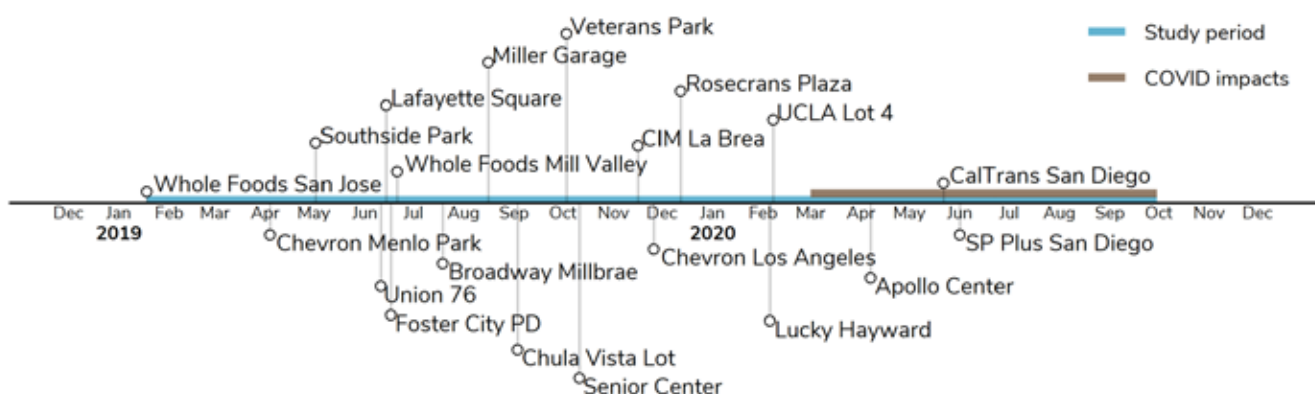 Veterans Park
Study period
Miller Garage
COVID impacts
Rosecrans Plaza
Lafayette Square
UCLA Lot 4
Southside Park
CIM La Brea
Whole Foods Mill Valley
Whole Foods San Jose
CalTrans San Diego
Dec Jan Feb Mar Apr May Jun Jul Aug Sep Oct Nov Dec Jan Feb Mar Apr May Jun Jul Aug Sep Oct Nov Dec
2019 2020
Chevron Menlo Park
SP Plus San Diego
Chevron Los Angeles
Broadway Millbrae
Apollo Center
Union 76
Foster City PD
Lucky Hayward
Chula Vista Lot
Senior Center